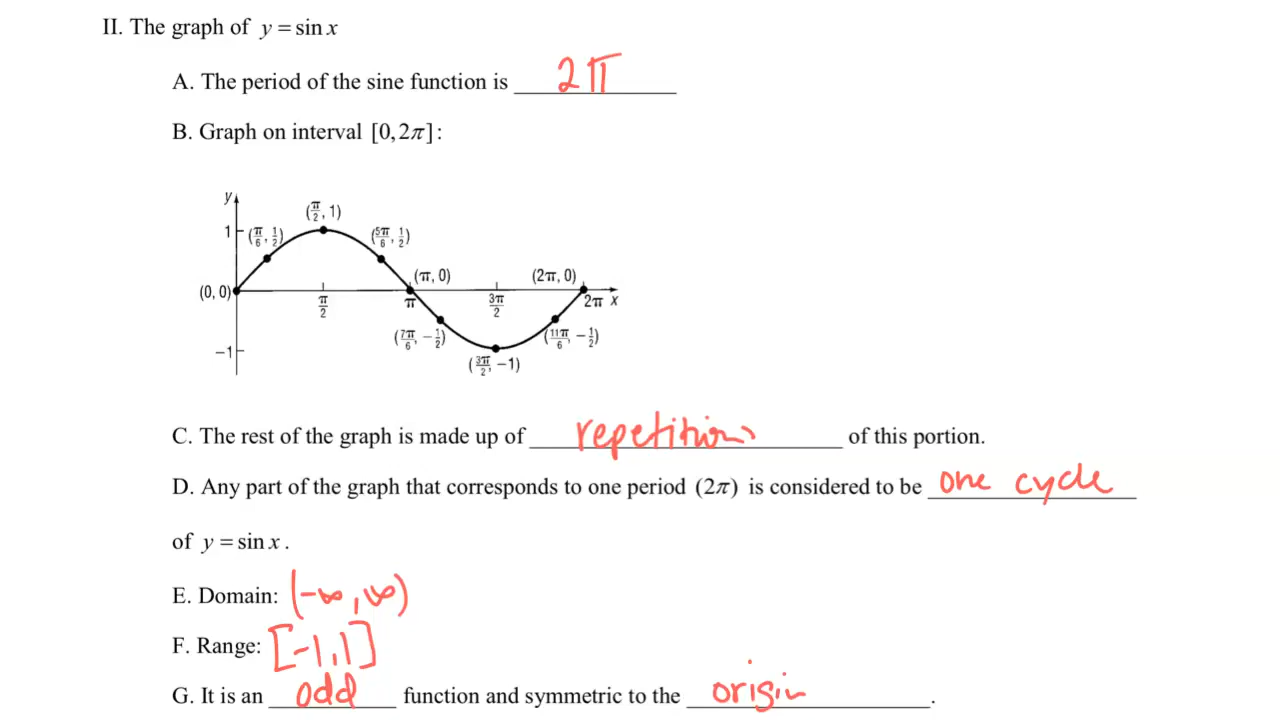 II. The graph of y = sin x
A. The period of the sine function is 2π
B. Graph on interval [0, 2π]:
y
(π/2, 1)
1 (π/6, 1/2) (5π/6, 1/2)
(π, 0) (2π, 0)
(0, 0)
π/2 π 3π/2 2π x
(7π/6, −1/2) (11π/6, −1/2)
−1
(3π/2, −1)
C. The rest of the graph is made up of repetitions of this portion.
D. Any part of the graph that corresponds to one period (2π) is considered to be one cycle
of y = sin x.
E. Domain: (-∞, ∞)
F. Range: [-1, 1]
G. It is an odd function and symmetric to the origin.